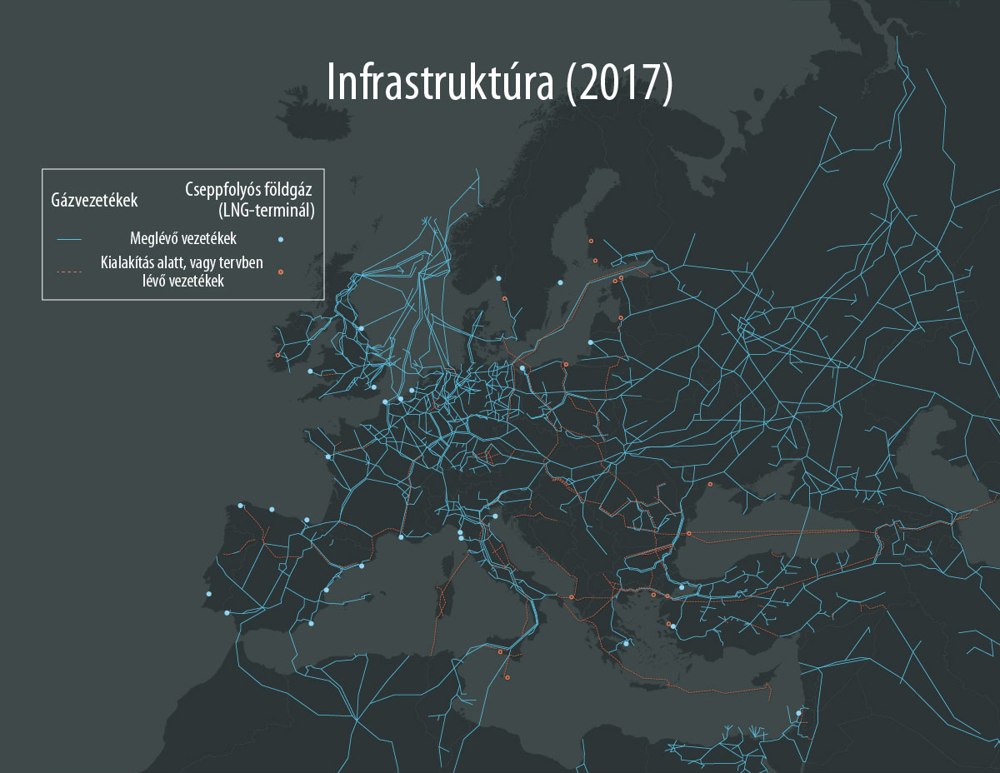 Infrastruktúra (2017)
Gázvezetékek
Cseppfolyós földgáz
(LNG-terminál)
Meglévő vezetékek
Kialakítás alatt, vagy tervben
lévő vezetékek